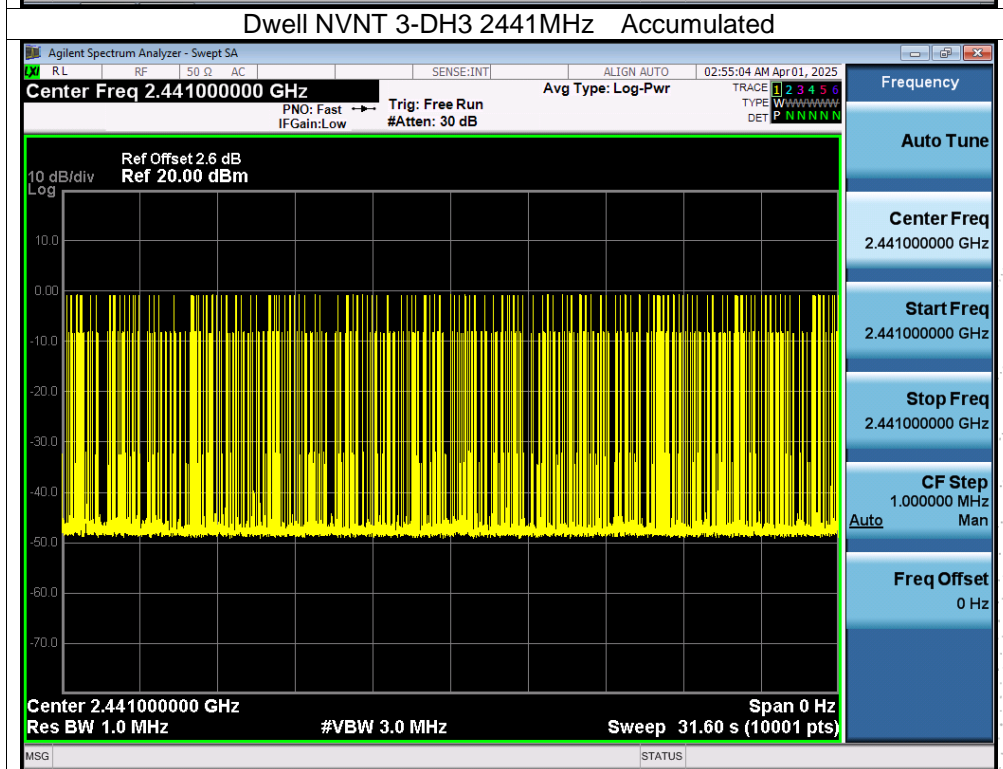 Dwell NVNT 3-DH3 2441MHz Accumulated
Agilent Spectrum Analyzer - Swept SA
LXI RL RF 50 Ω AC SENSE:INT ALIGN AUTO 02:55:04 AM Apr 01, 2025
Center Freq 2.441000000 GHz
PNO: Fast
IFGain:Low
Trig: Free Run
#Atten: 30 dB
Avg Type: Log-Pwr
TRACE 1 2 3 4 5 6
TYPE WWWWWWW
DET P N N N N N
Frequency
Ref Offset 2.6 dB
10 dB/div Ref 20.00 dBm
Log
10.0
0.00
-10.0
-20.0
-30.0
-40.0
-50.0
-60.0
-70.0
Center 2.441000000 GHz Span 0 Hz
Res BW 1.0 MHz #VBW 3.0 MHz Sweep 31.60 s (10001 pts)
Auto Tune
Center Freq
2.441000000 GHz
Start Freq
2.441000000 GHz
Stop Freq
2.441000000 GHz
CF Step
1.000000 MHz
Auto Man
Freq Offset
0 Hz
MSG STATUS